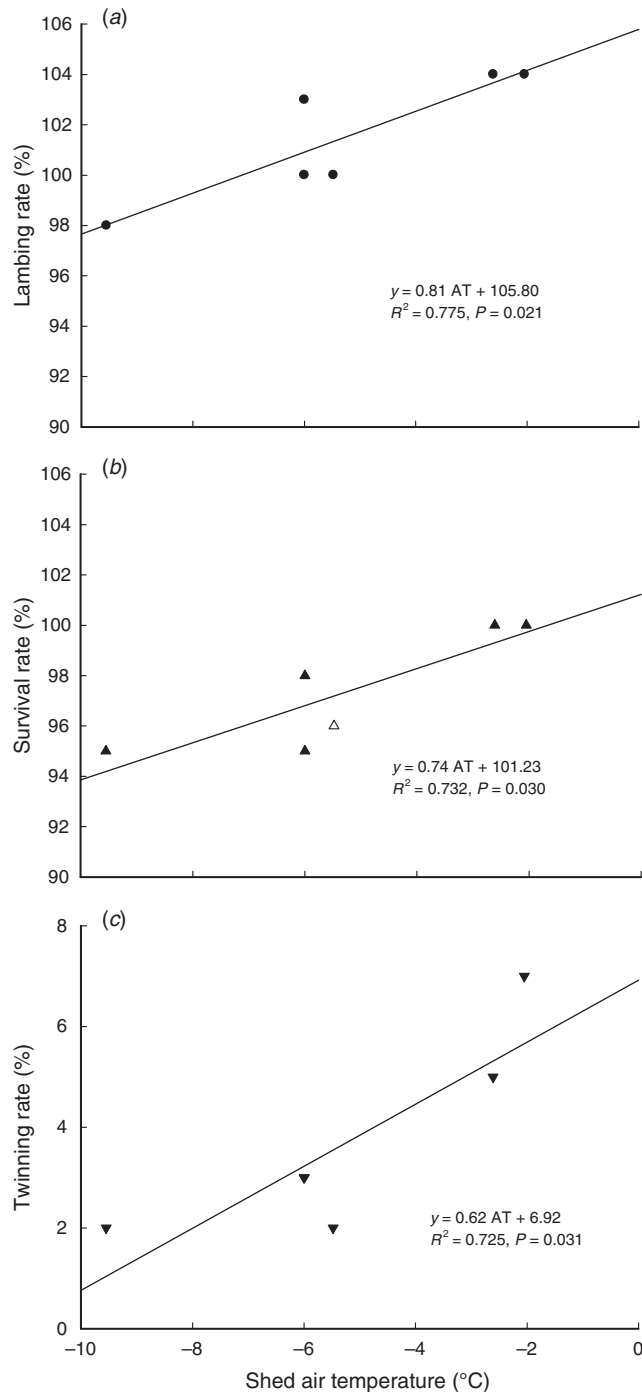 (a)
106
104
102
100
98
96
94
92
90
Lambing rate (%)
y = 0.81 AT + 105.80
R² = 0.775, P = 0.021
(b)
106
104
102
100
98
96
94
92
90
Survival rate (%)
y = 0.74 AT + 101.23
R² = 0.732, P = 0.030
(c)
8
6
4
2
0
Twinning rate (%)
y = 0.62 AT + 6.92
R² = 0.725, P = 0.031
–10 –8 –6 –4 –2 0
Shed air temperature (°C)